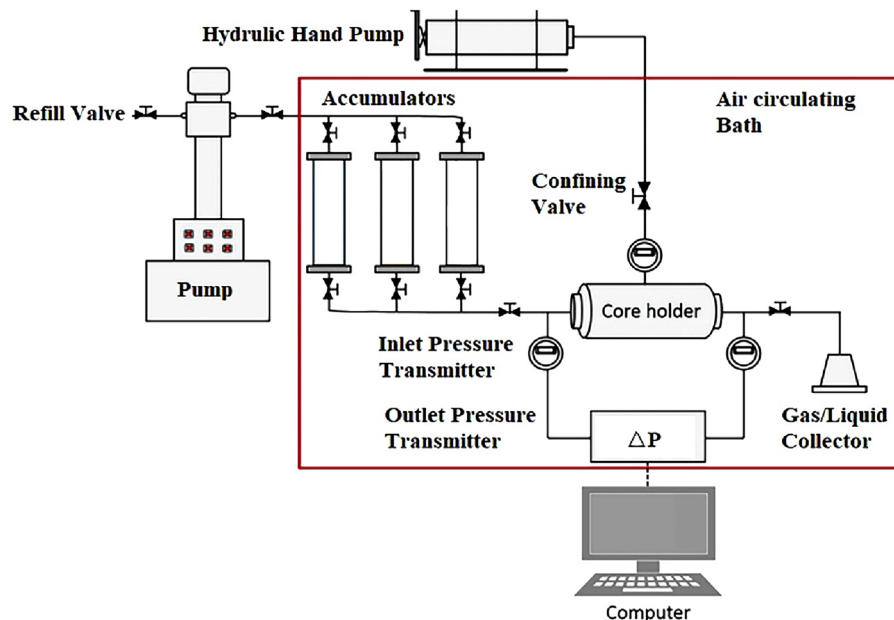 Hydrulic Hand Pump
Accumulators
Air circulating
Bath
Refill Valve
Confining
Valve
Pump
Core holder
Inlet Pressure
Transmitter
Outlet Pressure
Transmitter
△P
Gas/Liquid
Collector
Computer